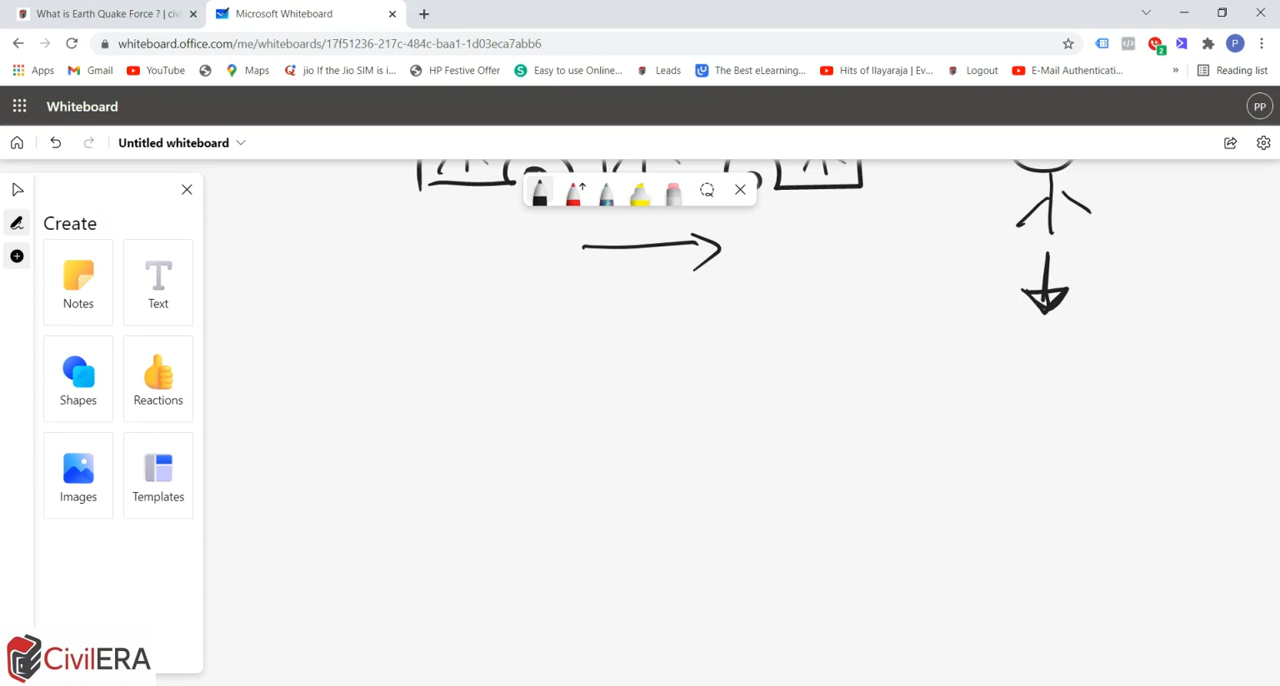 What is Earth Quake Force ? | civ
Microsoft Whiteboard
whiteboard.office.com/me/whiteboards/17f51236-217c-484c-baa1-1d03eca7abb6
2
P
Apps
Gmail
YouTube
Maps
jio If the Jio SIM is i...
HP Festive Offer
Easy to use Online...
Leads
The Best eLearning...
Hits of Ilayaraja | Ev...
Logout
E-Mail Authenticati...
»
Reading list
Whiteboard
PP
Untitled whiteboard
Create
Notes
Text
Shapes
Reactions
Images
Templates
CivilERA